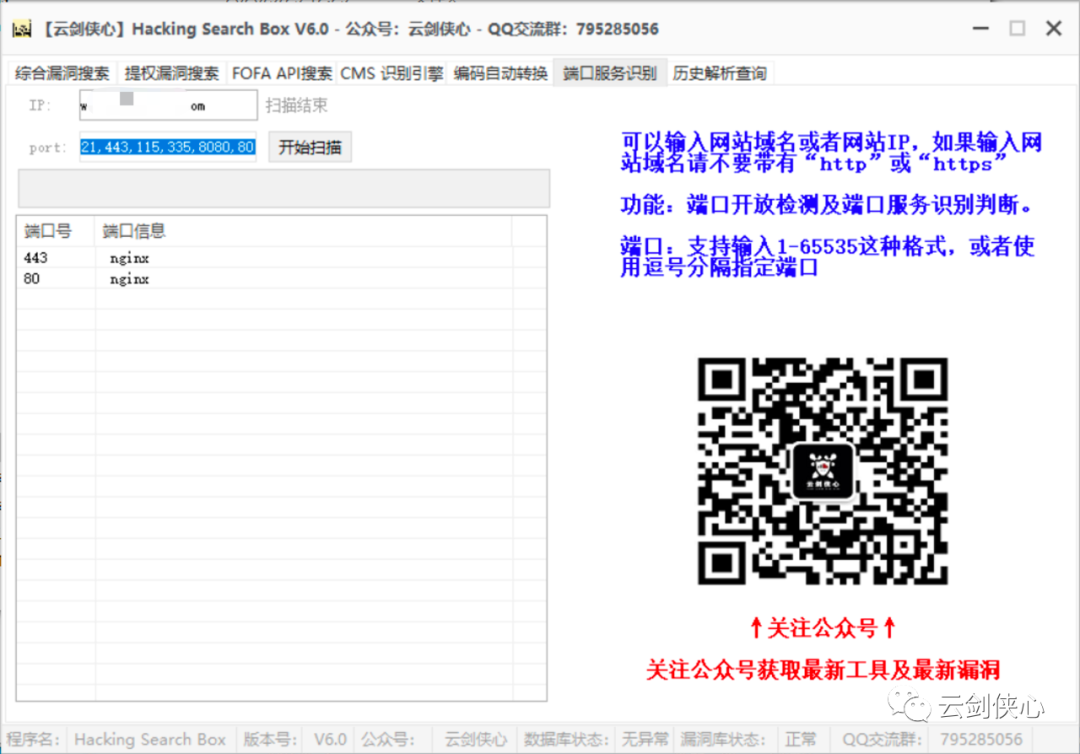 【云剑侠心】Hacking Search Box V6.0 - 公众号：云剑侠心 - QQ交流群：795285056
综合漏洞搜索 提权漏洞搜索 FOFA API搜索 CMS 识别引擎 编码自动转换 端口服务识别 历史解析查询
IP: w om 扫描结束
port: 21,443,115,335,8080,80 开始扫描
可以输入网站域名或者网站IP，如果输入网
站域名请不要带有“http”或“https”
功能：端口开放检测及端口服务识别判断。
端口：支持输入1-65535这种格式，或者使
用逗号分隔指定端口
端口号 端口信息
443 nginx
80 nginx
云剑侠心
↑关注公众号↑
关注公众号获取最新工具及最新漏洞
云剑侠心
程序名: Hacking Search Box 版本号: V6.0 公众号: 云剑侠心 数据库状态: 无异常 漏洞库状态: 正常 QQ交流群: 795285056